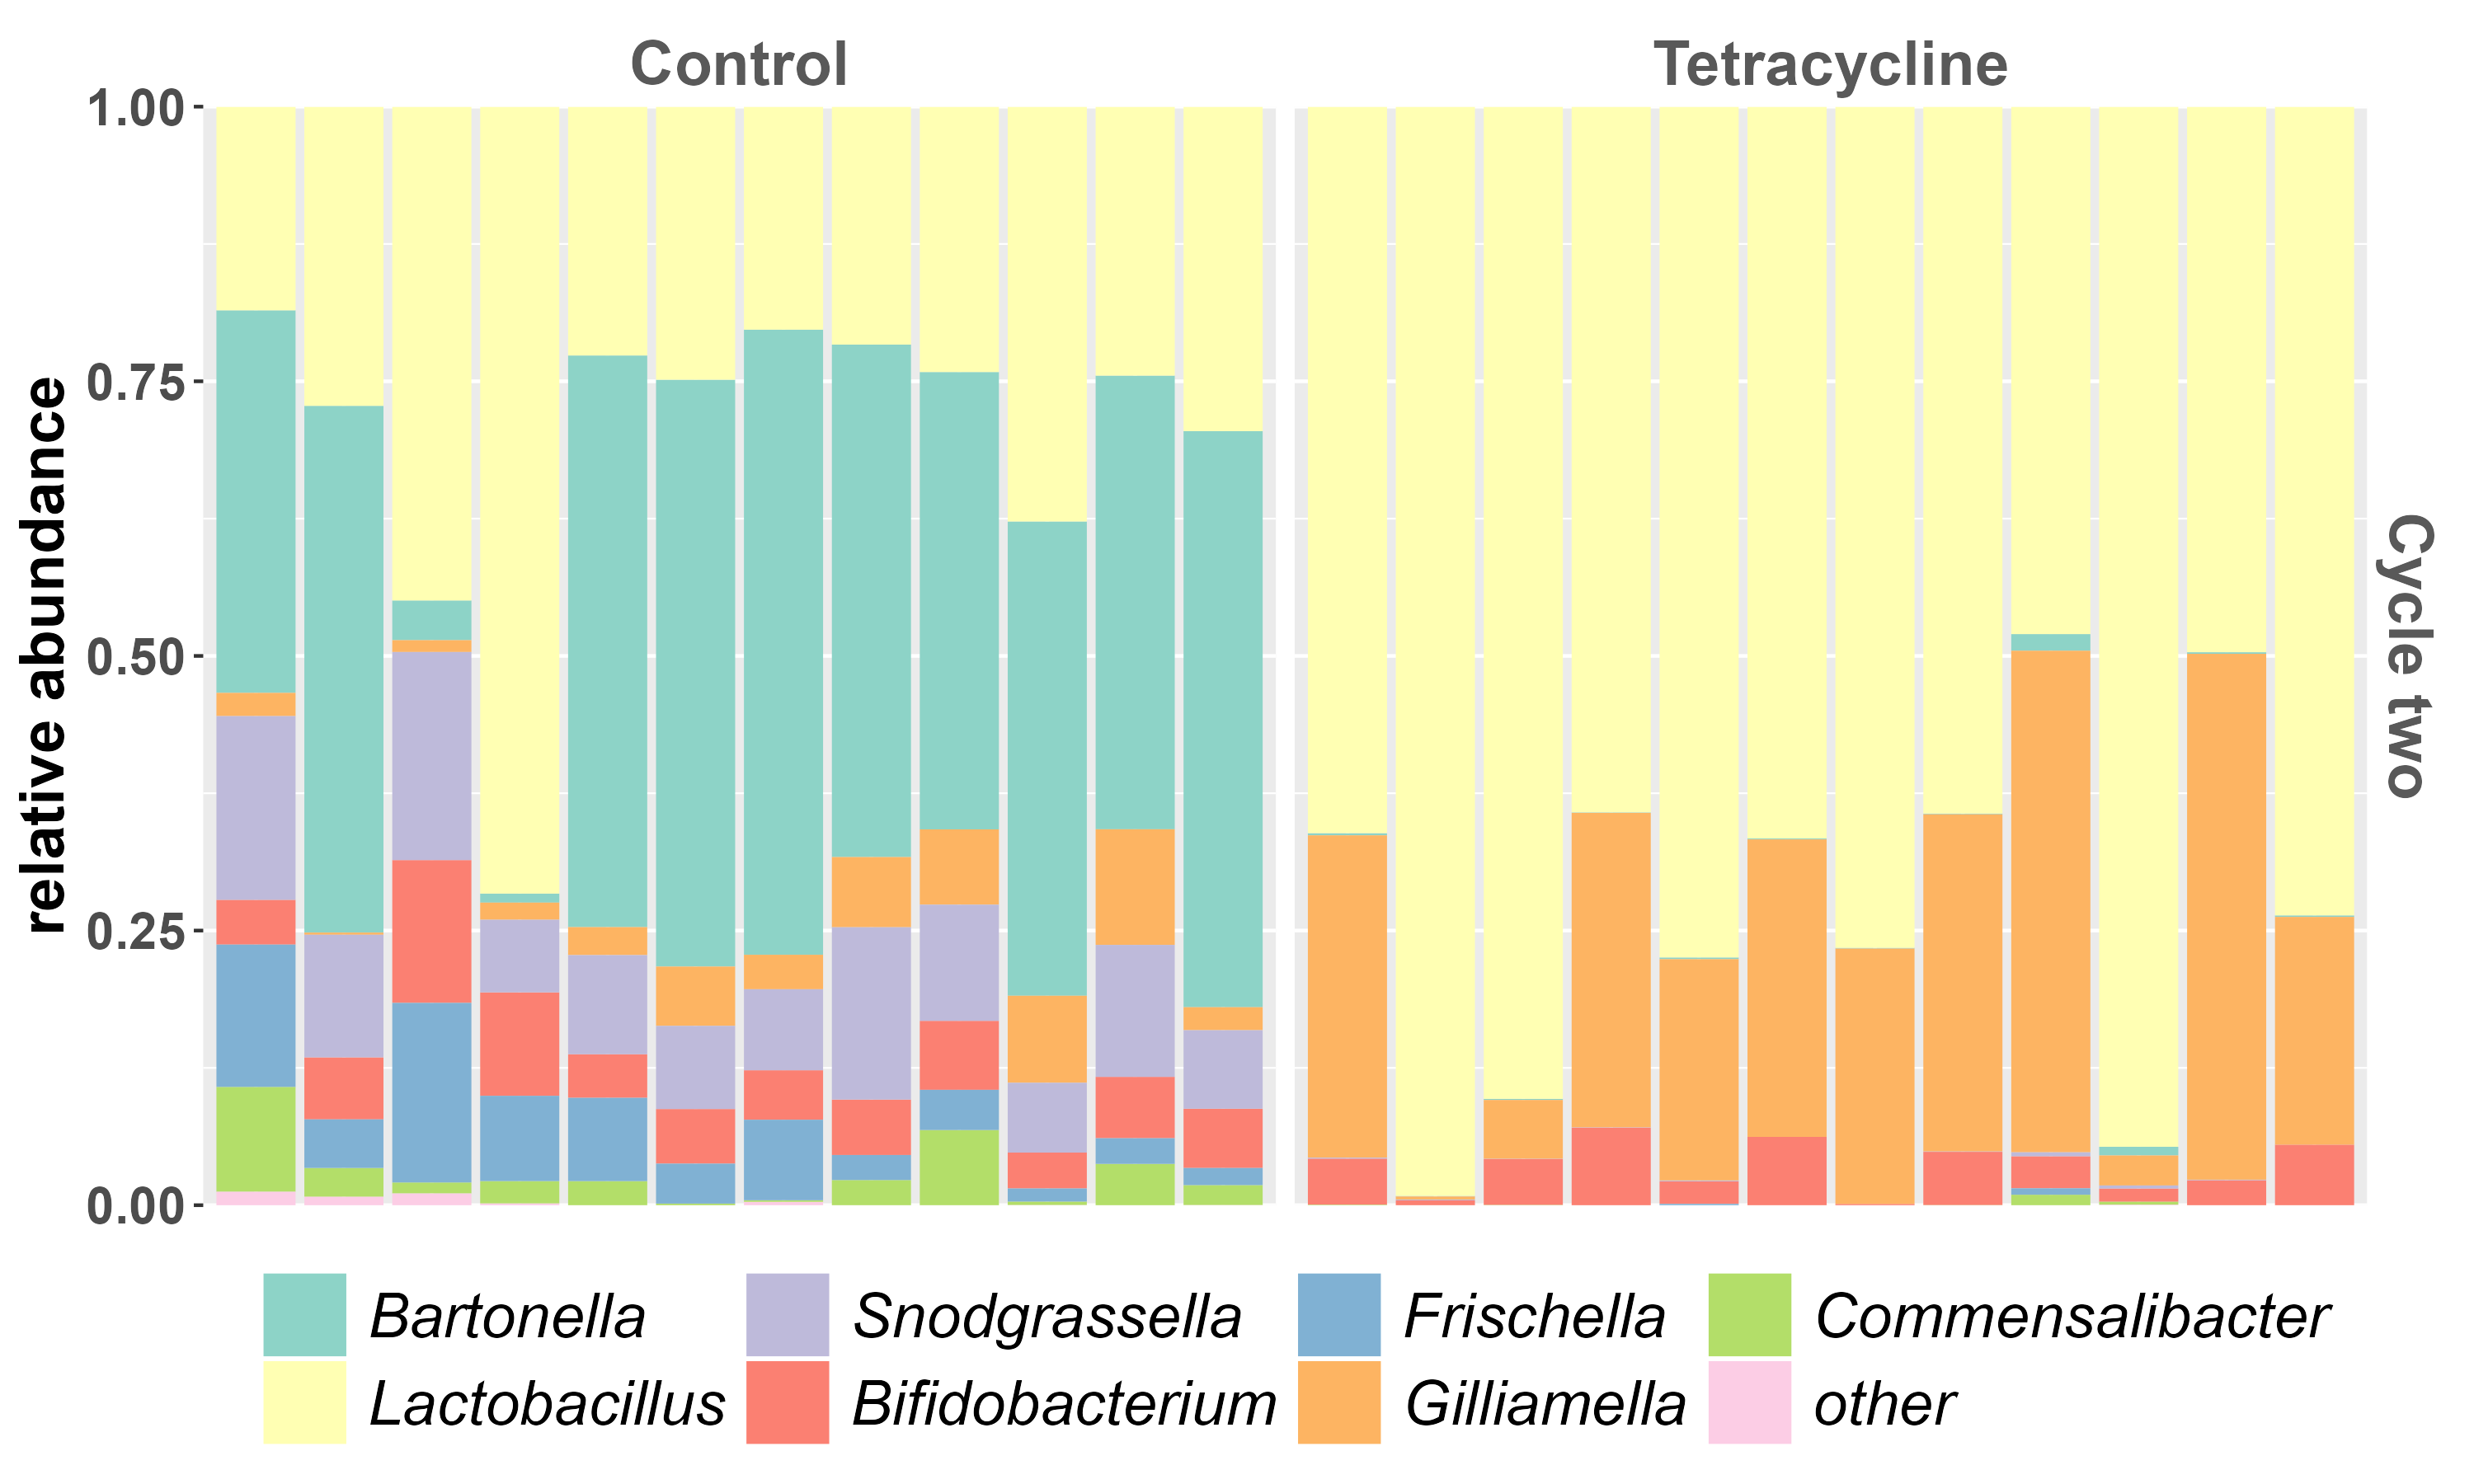 Control Tetracycline
1.00
0.75
0.50
0.25
0.00
relative abundance
Cycle two
Bartonella Snodgrassella Frischella Commensalibacter
Lactobacillus Bifidobacterium Gilliamella other